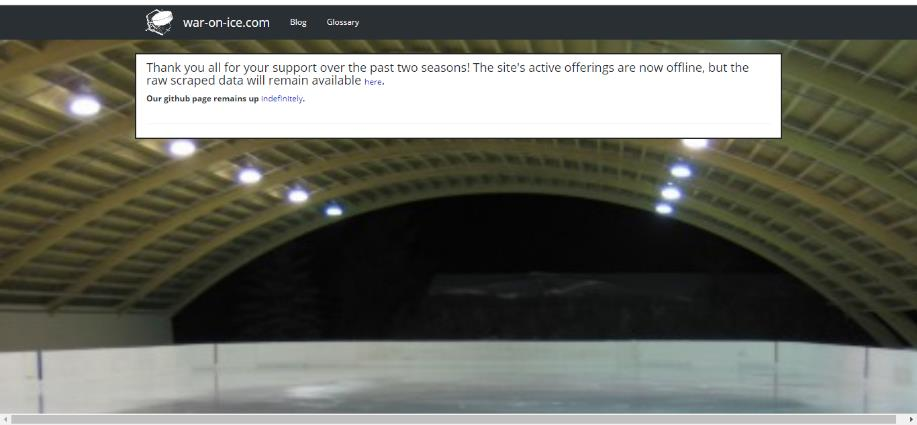 war-on-ice.com Blog Glossary
Thank you all for your support over the past two seasons! The site's active offerings are now offline, but the
raw scraped data will remain available here.
Our github page remains up indefinitely.